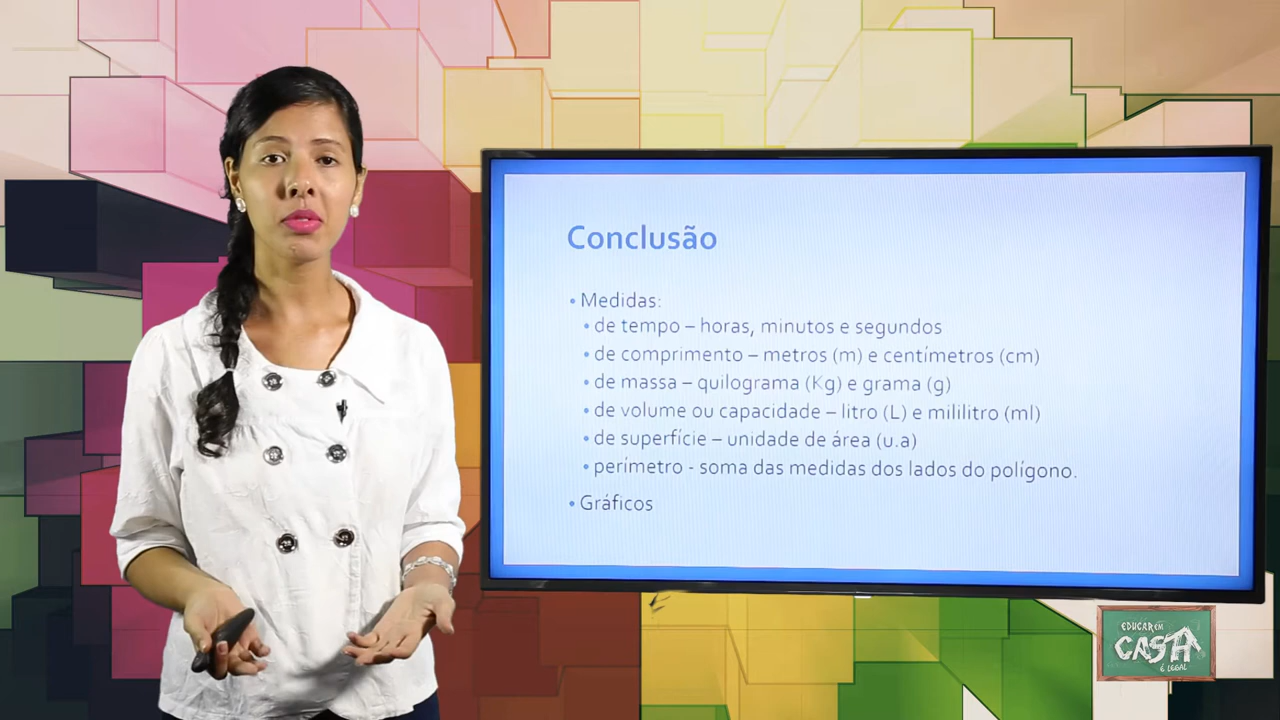 Conclusão
• Medidas:
• de tempo – horas, minutos e segundos
• de comprimento – metros (m) e centímetros (cm)
• de massa – quilograma (Kg) e grama (g)
• de volume ou capacidade – litro (L) e mililitro (ml)
• de superfície – unidade de área (u.a)
• perímetro - soma das medidas dos lados do polígono.
• Gráficos
EDUCAR EM
CASA
É LEGAL